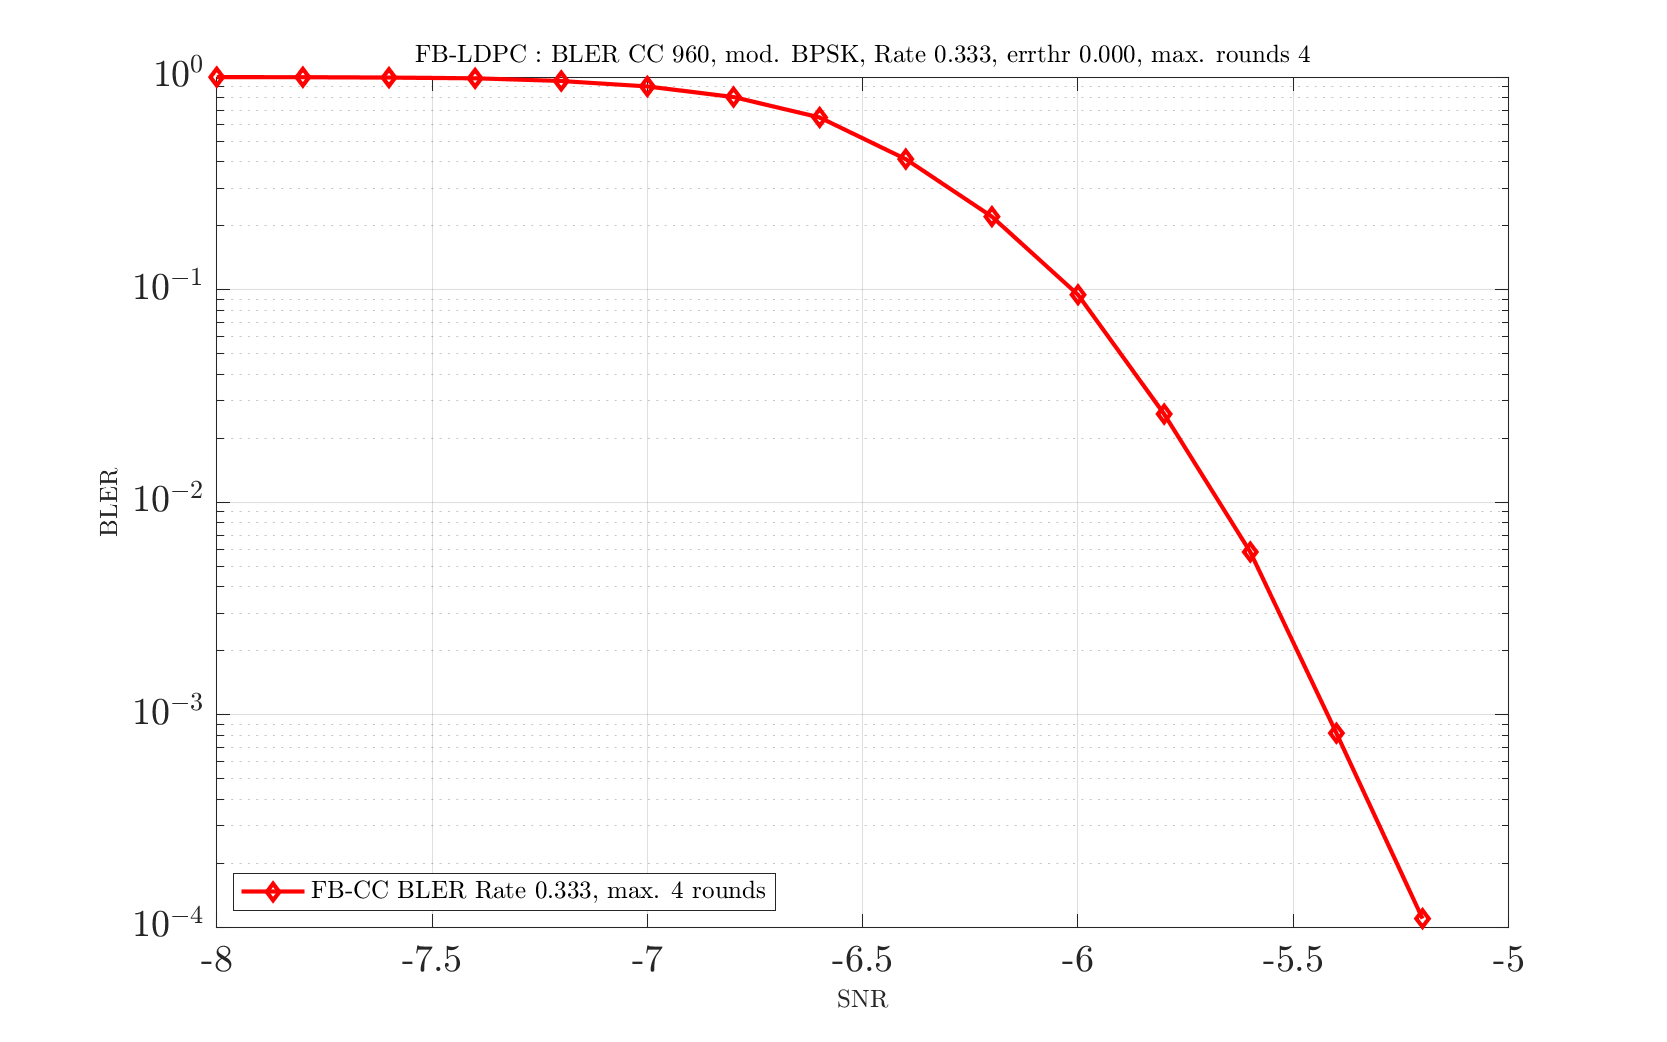 FB-LDPC : BLER CC 960, mod. BPSK, Rate 0.333, errthr 0.000, max. rounds 4
10^0
10^{-1}
10^{-2}
10^{-3}
10^{-4}
BLER
FB-CC BLER Rate 0.333, max. 4 rounds
-8 -7.5 -7 -6.5 -6 -5.5 -5
SNR